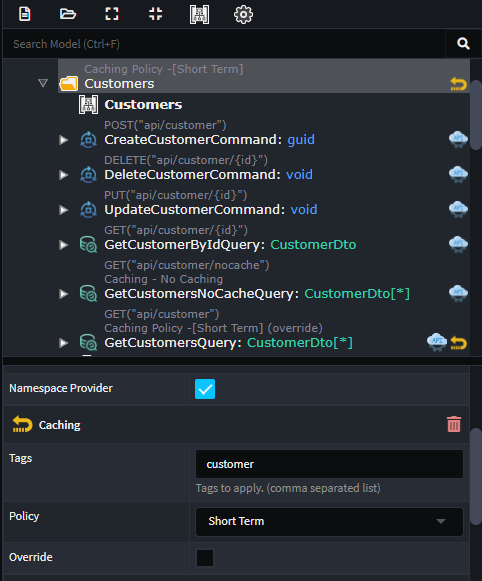 Search Model (Ctrl+F)
Caching Policy -[Short Term]
Customers
Customers
POST("api/customer")
CreateCustomerCommand: guid
DELETE("api/customer/{id}")
DeleteCustomerCommand: void
PUT("api/customer/{id}")
UpdateCustomerCommand: void
GET("api/customer/{id}")
GetCustomerByIdQuery: CustomerDto
GET("api/customer/nocache")
Caching - No Caching
GetCustomersNoCacheQuery: CustomerDto[*]
GET("api/customer")
Caching Policy -[Short Term] (override)
GetCustomersQuery: CustomerDto[*]
Namespace Provider
Caching
Tags
customer
Tags to apply. (comma separated list)
Policy
Short Term
Override